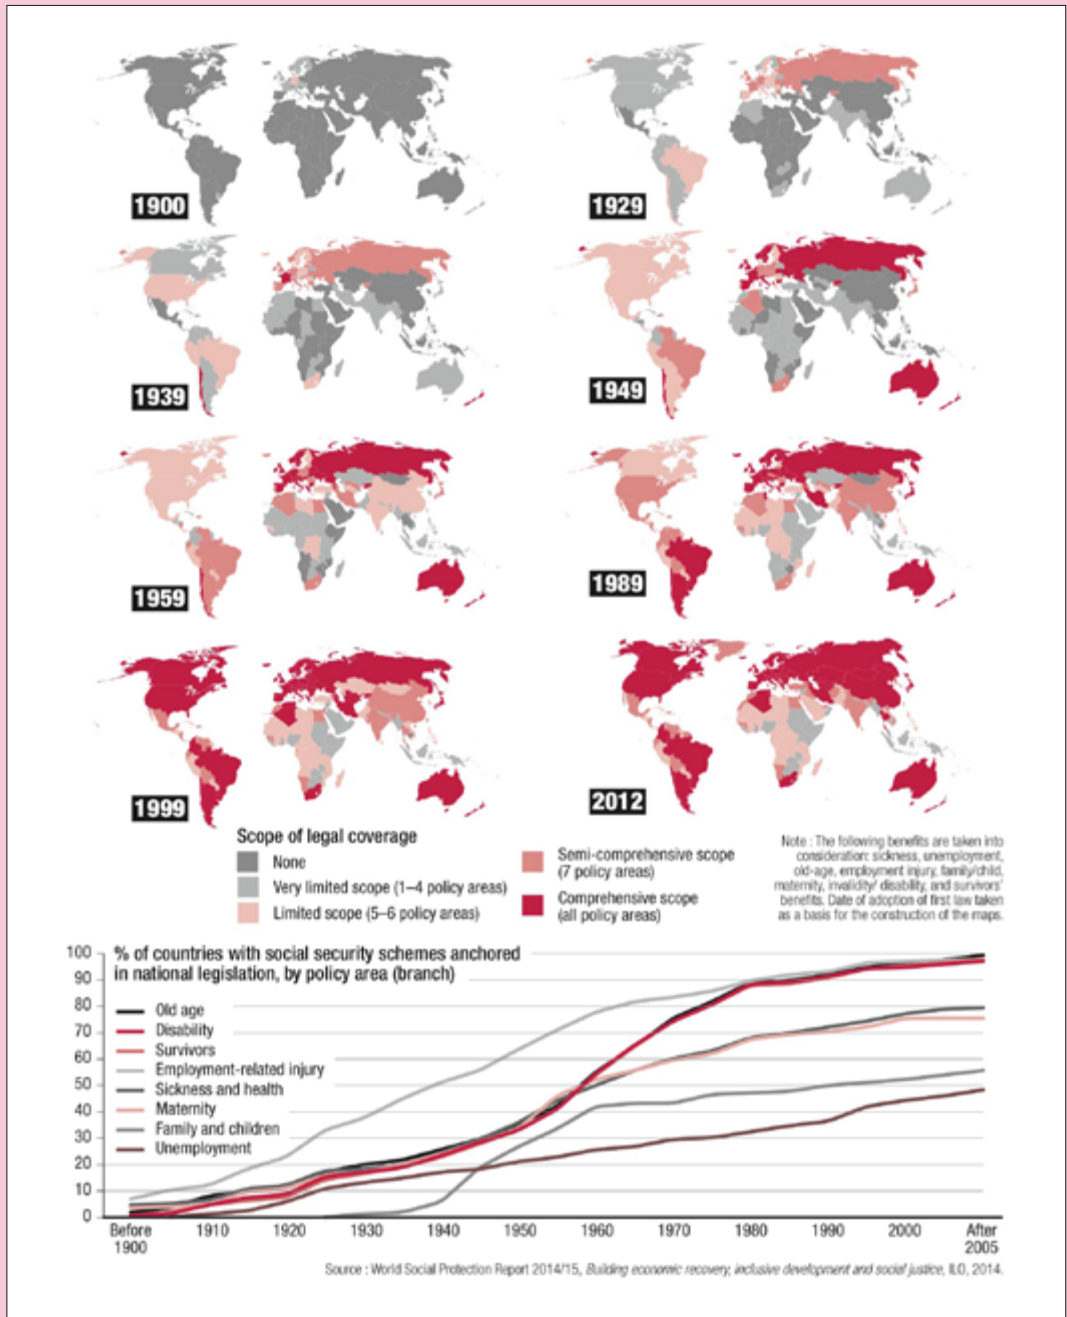 1900
1929
1939
1949
1959
1989
1999
2012
Scope of legal coverage
None
Very limited scope (1–4 policy areas)
Limited scope (5–6 policy areas)
Semi-comprehensive scope
(7 policy areas)
Comprehensive scope
(all policy areas)
Note : The following benefits are taken into
consideration: sickness, unemployment,
old-age, employment injury, family/child,
maternity, invalidity/ disability, and survivors'
benefits. Date of adoption of first law taken
as a basis for the construction of the maps.
% of countries with social security schemes anchored
in national legislation, by policy area (branch)
100
90
80
70
60
50
40
30
20
10
0
Old age
Disability
Survivors
Employment-related injury
Sickness and health
Maternity
Family and children
Unemployment
Before
1900
1910
1920
1930
1940
1950
1960
1970
1980
1990
2000
After
2005
Source : World Social Protection Report 2014/15, Building economic recovery, inclusive development and social justice, ILO, 2014.